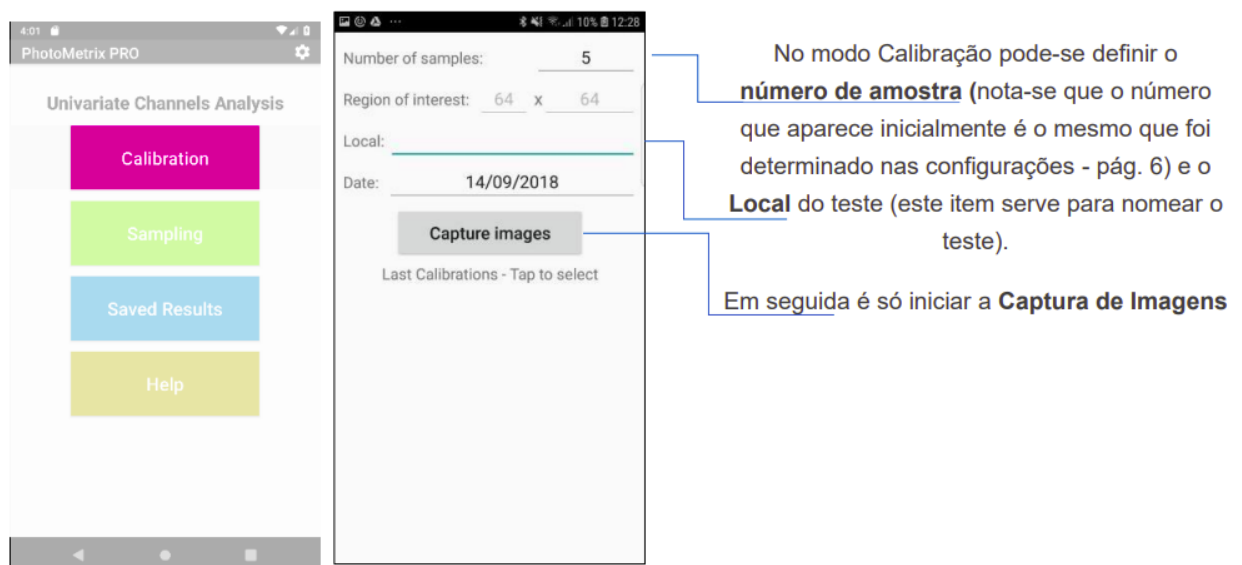 4:01
PhotoMetrix PRO
Univariate Channels Analysis
Calibration
Sampling
Saved Results
Help
10% 12:28
Number of samples: 5
Region of interest: 64 x 64
Local:
Date: 14/09/2018
Capture images
Last Calibrations - Tap to select
No modo Calibração pode-se definir o
número de amostra (nota-se que o número
que aparece inicialmente é o mesmo que foi
determinado nas configurações - pág. 6) e o
Local do teste (este item serve para nomear o
teste).
Em seguida é só iniciar a Captura de Imagens